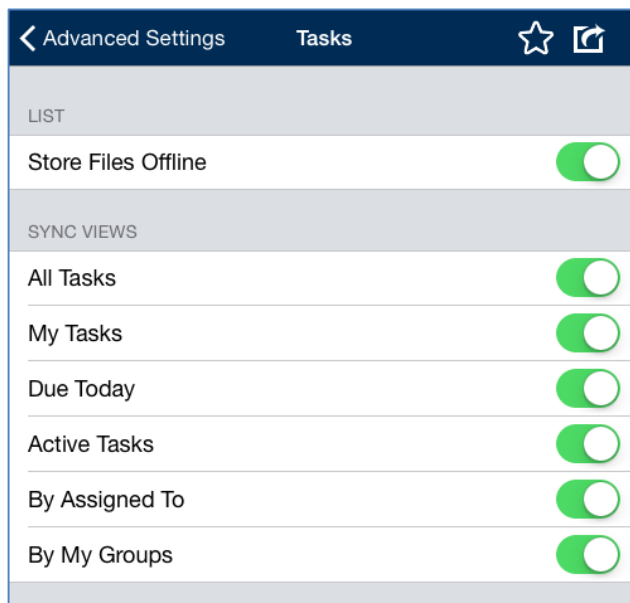 Advanced Settings Tasks
LIST
Store Files Offline
SYNC VIEWS
All Tasks
My Tasks
Due Today
Active Tasks
By Assigned To
By My Groups